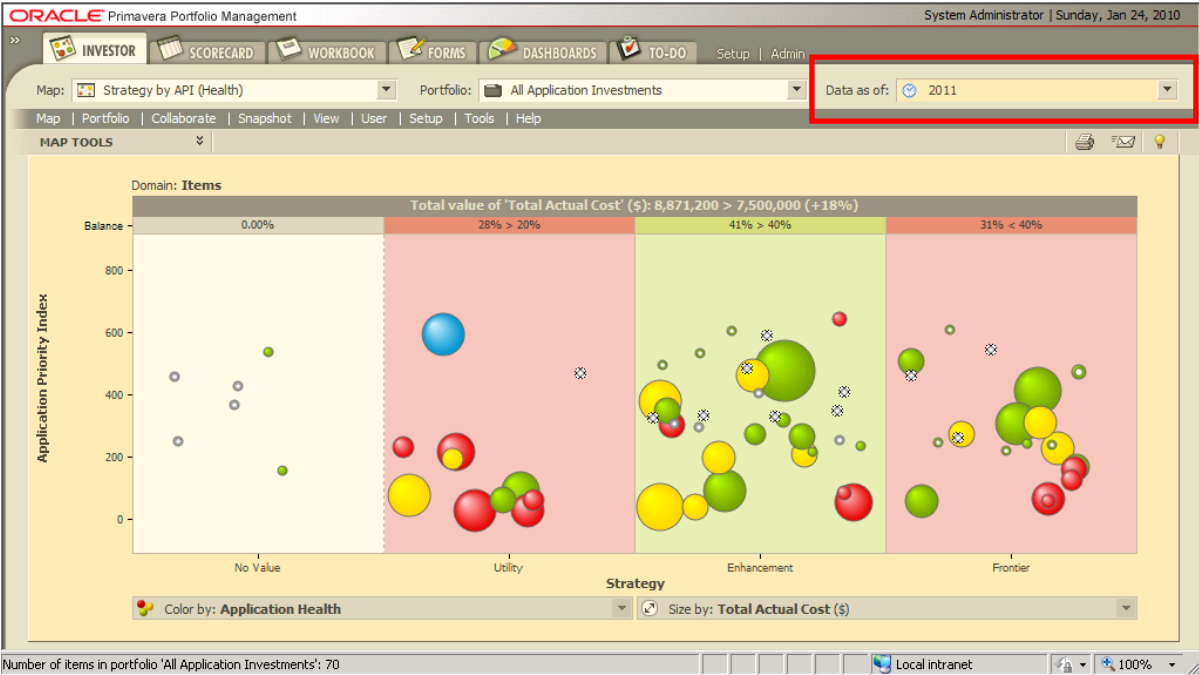 ORACLE Primavera Portfolio Management System Administrator | Sunday, Jan 24, 2010
» INVESTOR SCORECARD WORKBOOK FORMS DASHBOARDS TO-DO Setup | Admin
Map: Strategy by API (Health) Portfolio: All Application Investments Data as of: 2011
Map | Portfolio | Collaborate | Snapshot | View | User | Setup | Tools | Help
MAP TOOLS
Domain: Items
Total value of 'Total Actual Cost' ($): 8,871,200 > 7,500,000 (+18%)
Balance 0.00% 28% > 20% 41% > 40% 31% < 40%
Application Priority Index
800
600
400
200
0
No Value Utility Enhancement Frontier
Strategy
Color by: Application Health Size by: Total Actual Cost ($)
Number of items in portfolio 'All Application Investments': 70 Local intranet 100%